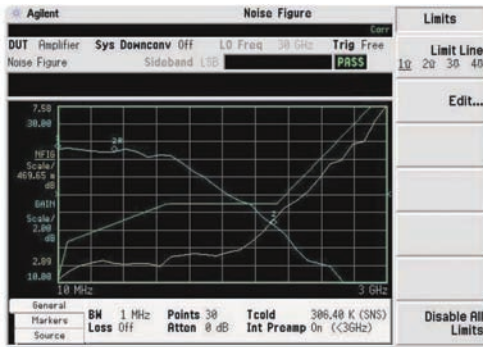 Agilent Noise Figure
Limits
Corr
DUT Amplifier Sys Downconv Off LO Freq 30 GHz Trig Free
Noise Figure Sideband LSB PASS
Limit Line
1 2 3 4
Edit...
7.50
30.00
NFIG
Scale/
469.65 m
dB
GAIN
Scale/
2.00
dB
10.00
10 MHz 3 GHz
General
Markers
Source
BW 1 MHz Points 30 Tcold 306.40 K (SNS)
Loss Off Atten 0 dB Int Preamp On (<3GHz)
Disable All
Limits